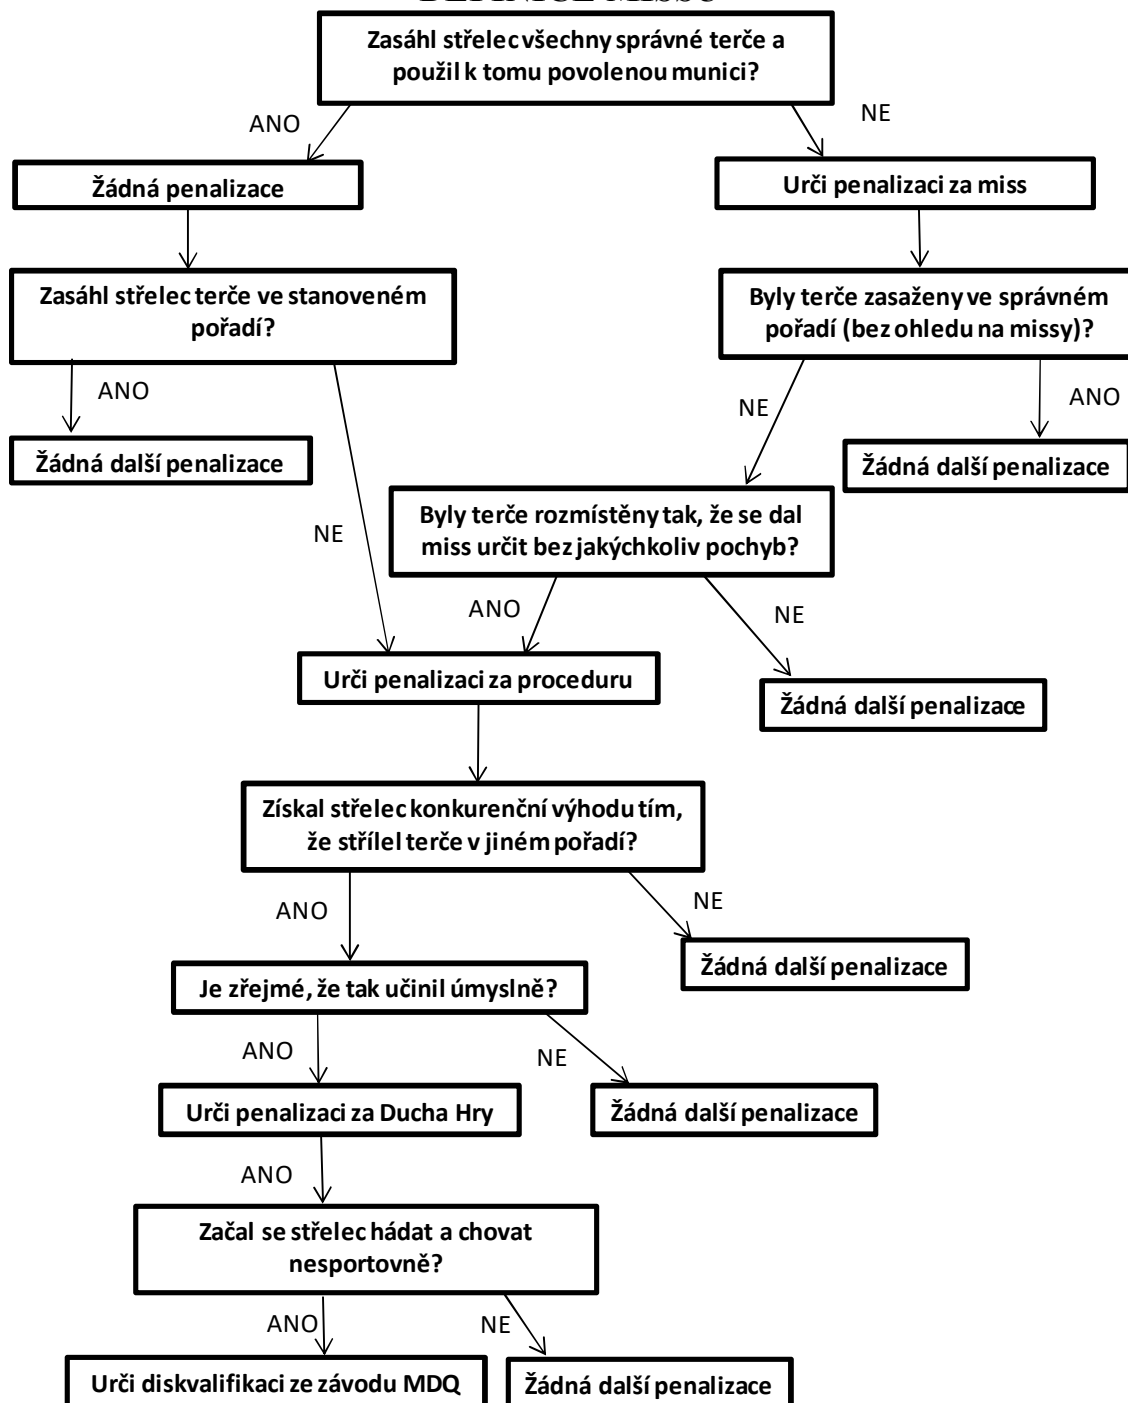 Zasáhl střelec všechny správné terče a
použil k tomu povolenou munici?
ANO
NE
Žádná penalizace
Urči penalizaci za miss
Zasáhl střelec terče ve stanoveném
pořadí?
Byly terče zasaženy ve správném
pořadí (bez ohledu na missy)?
ANO
NE
ANO
Žádná další penalizace
Žádná další penalizace
NE
Byly terče rozmístěny tak, že se dal
miss určit bez jakýchkoliv pochyb?
ANO
NE
Urči penalizaci za proceduru
Žádná další penalizace
Získal střelec konkurenční výhodu tím,
že střílel terče v jiném pořadí?
ANO
NE
Žádná další penalizace
Je zřejmé, že tak učinil úmyslně?
ANO
NE
Urči penalizaci za Ducha Hry
Žádná další penalizace
ANO
Začal se střelec hádat a chovat
nesportovně?
ANO
NE
Urči diskvalifikaci ze závodu MDQ
Žádná další penalizace